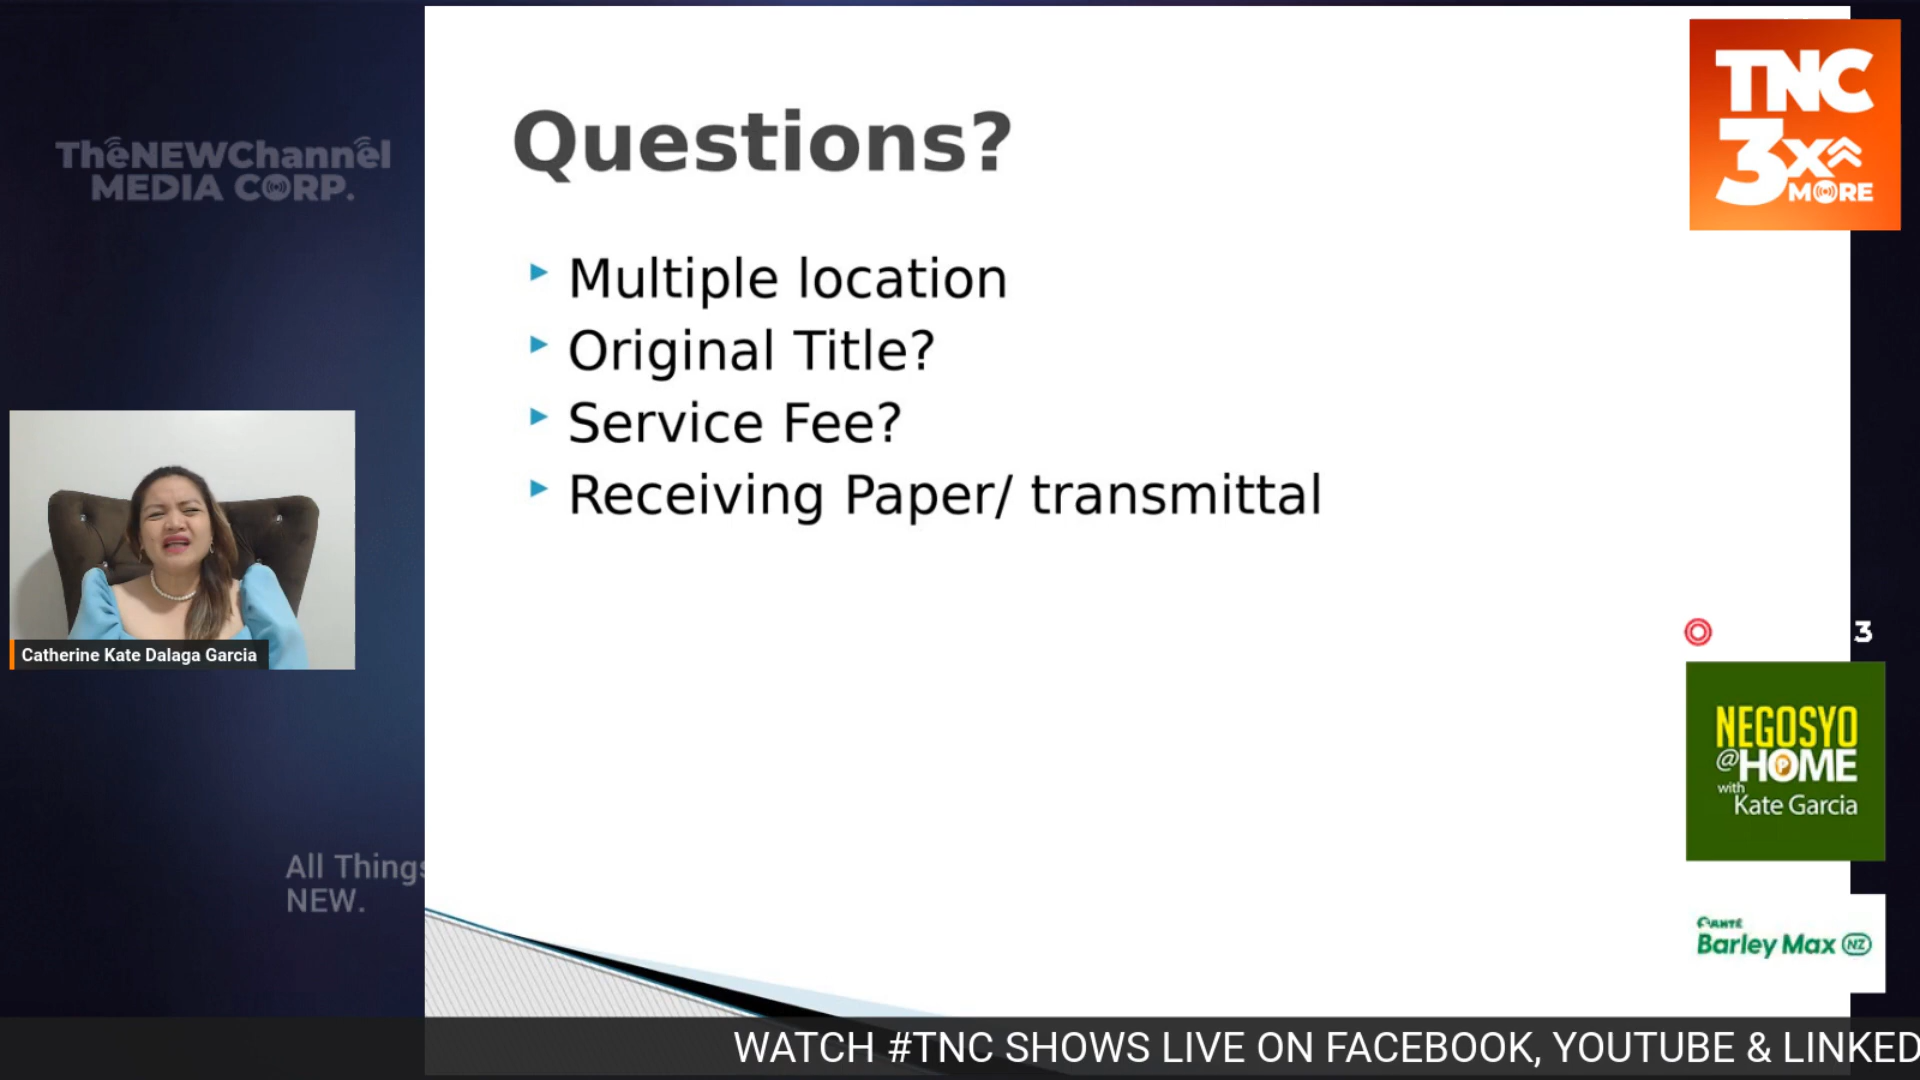 TheNEWChannel
MEDIA CORP.
Questions?
Multiple location
Original Title?
Service Fee?
Receiving Paper/ transmittal
Catherine Kate Dalaga Garcia
All Things
NEW.
TNC
3x
MORE
3
NEGOSYO
@HOME
with
Kate Garcia
SANTÉ
Barley Max NZ
WATCH #TNC SHOWS LIVE ON FACEBOOK, YOUTUBE & LINKED